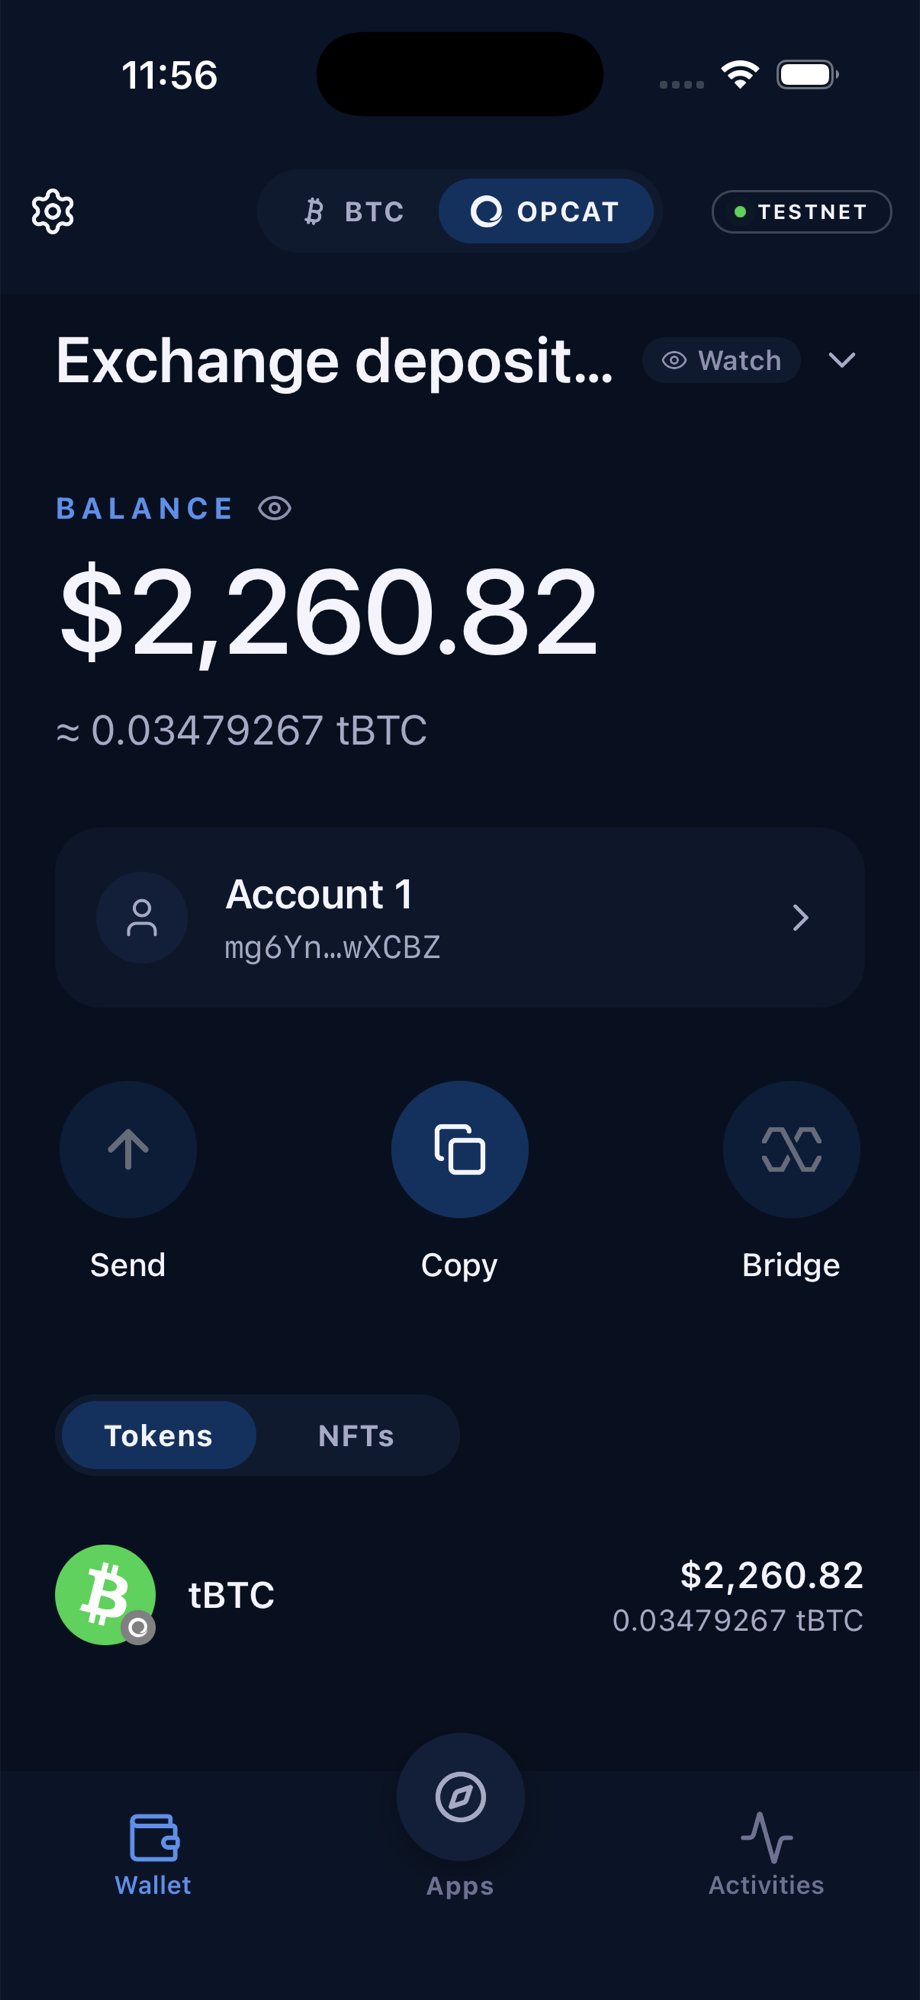 11:56
BTC
OPCAT
TESTNET
Exchange deposit...
Watch
BALANCE
$2,260.82
≈ 0.03479267 tBTC
Account 1
mg6Yn…wXCBZ
Send
Copy
Bridge
Tokens
NFTs
tBTC
$2,260.82
0.03479267 tBTC
Wallet
Apps
Activities